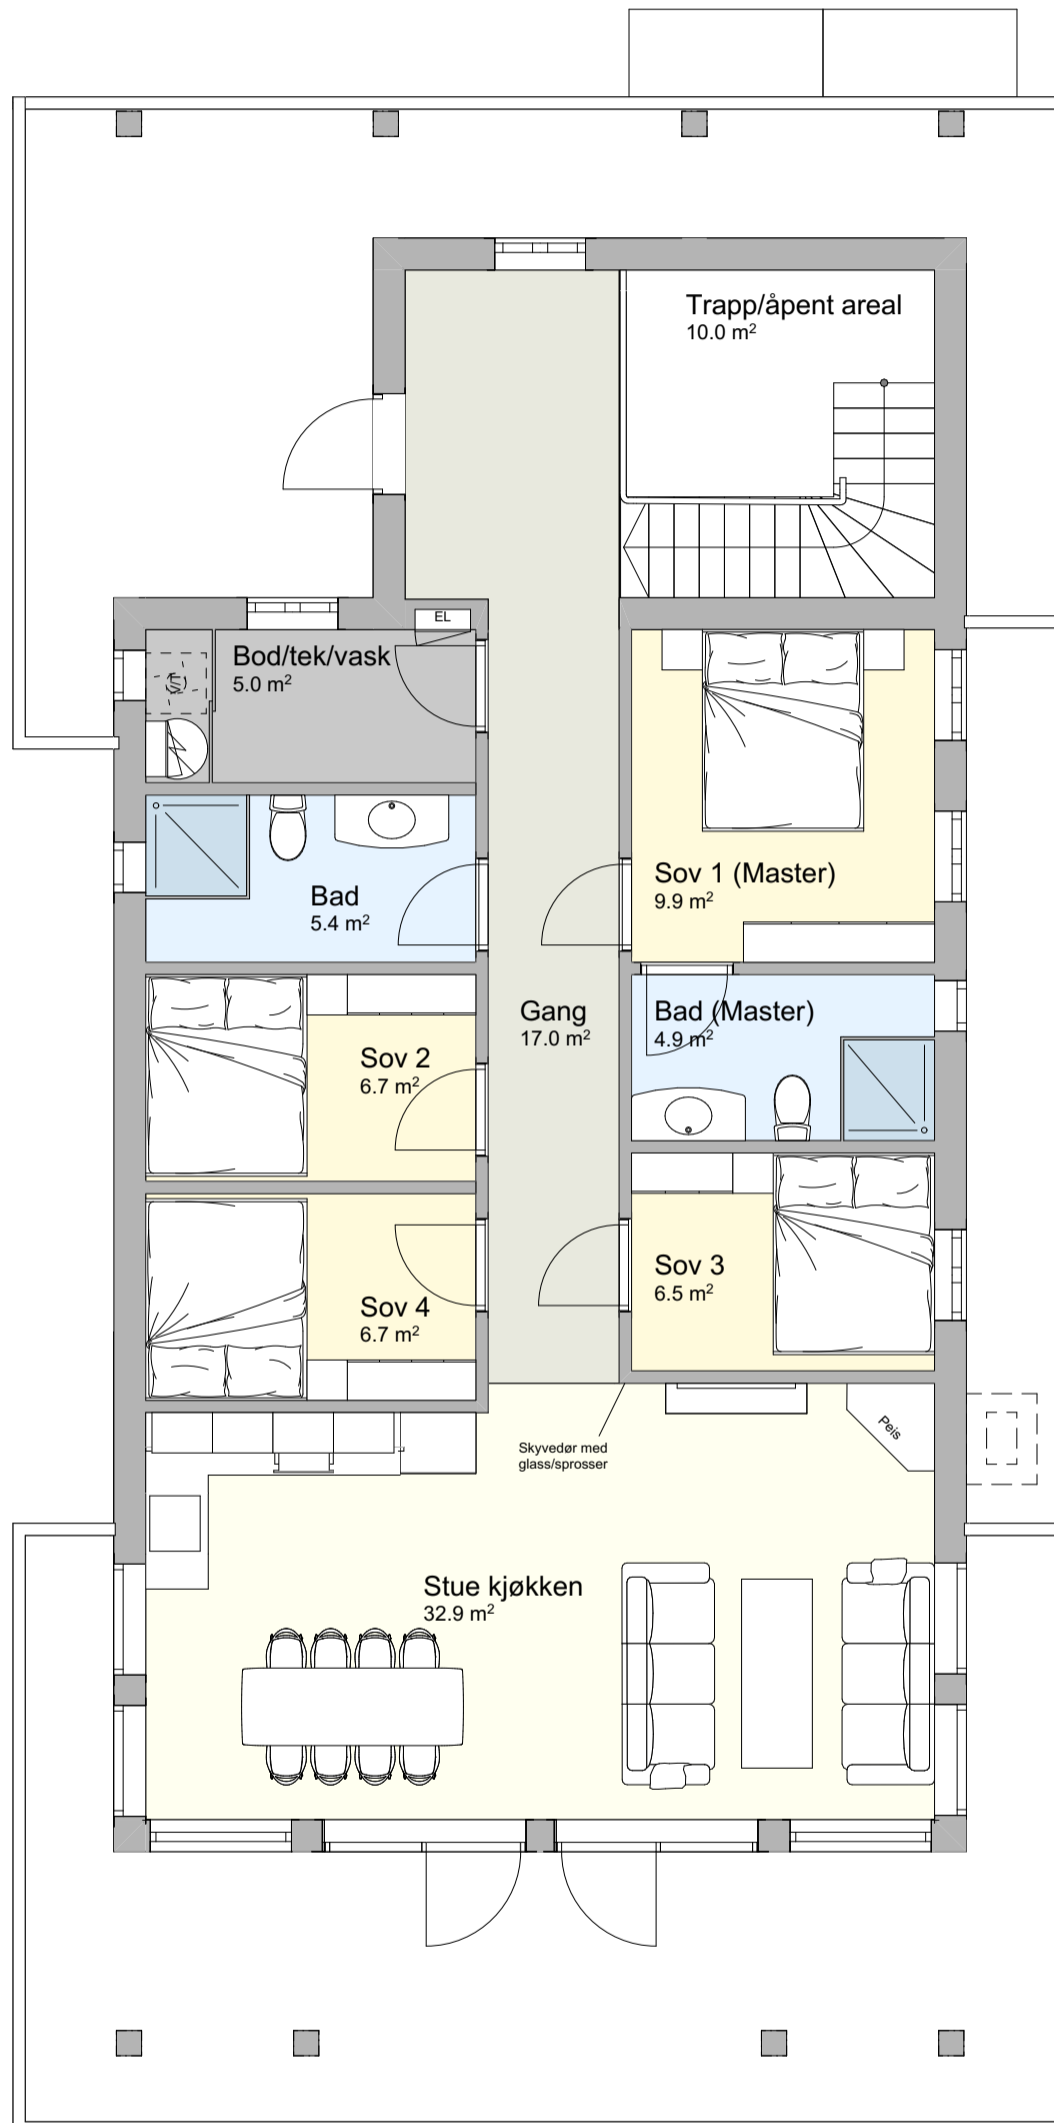 Trapp/åpent areal
10.0 m²
EL
Bod/tek/vask
5.0 m²
Sov 1 (Master)
9.9 m²
Bad
5.4 m²
Gang
17.0 m²
Bad (Master)
4.9 m²
Sov 2
6.7 m²
Sov 3
6.5 m²
Sov 4
6.7 m²
Peis
Skyvedør med
glass/sprosser
Stue kjøkken
32.9 m²